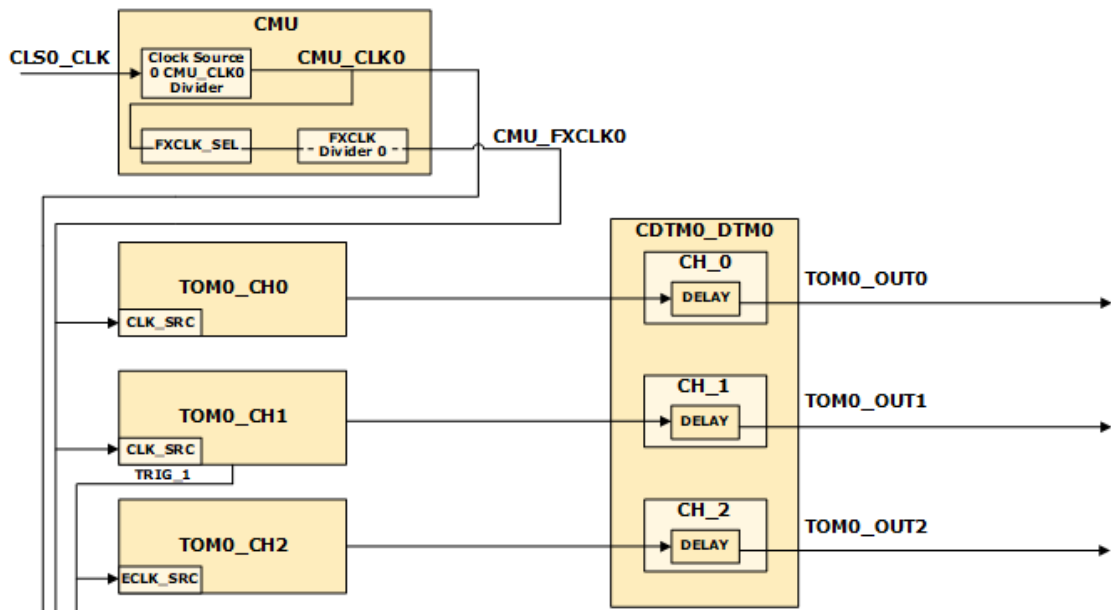 CMU
CLS0_CLK
Clock Source
0 CMU_CLK0
Divider
CMU_CLK0
FXCLK_SEL
FXCLK
Divider 0
CMU_FXCLK0
CDTM0_DTM0
TOM0_CH0
CLK_SRC
CH_0
DELAY
TOM0_OUT0
TOM0_CH1
CLK_SRC
TRIG_1
CH_1
DELAY
TOM0_OUT1
TOM0_CH2
ECLK_SRC
CH_2
DELAY
TOM0_OUT2